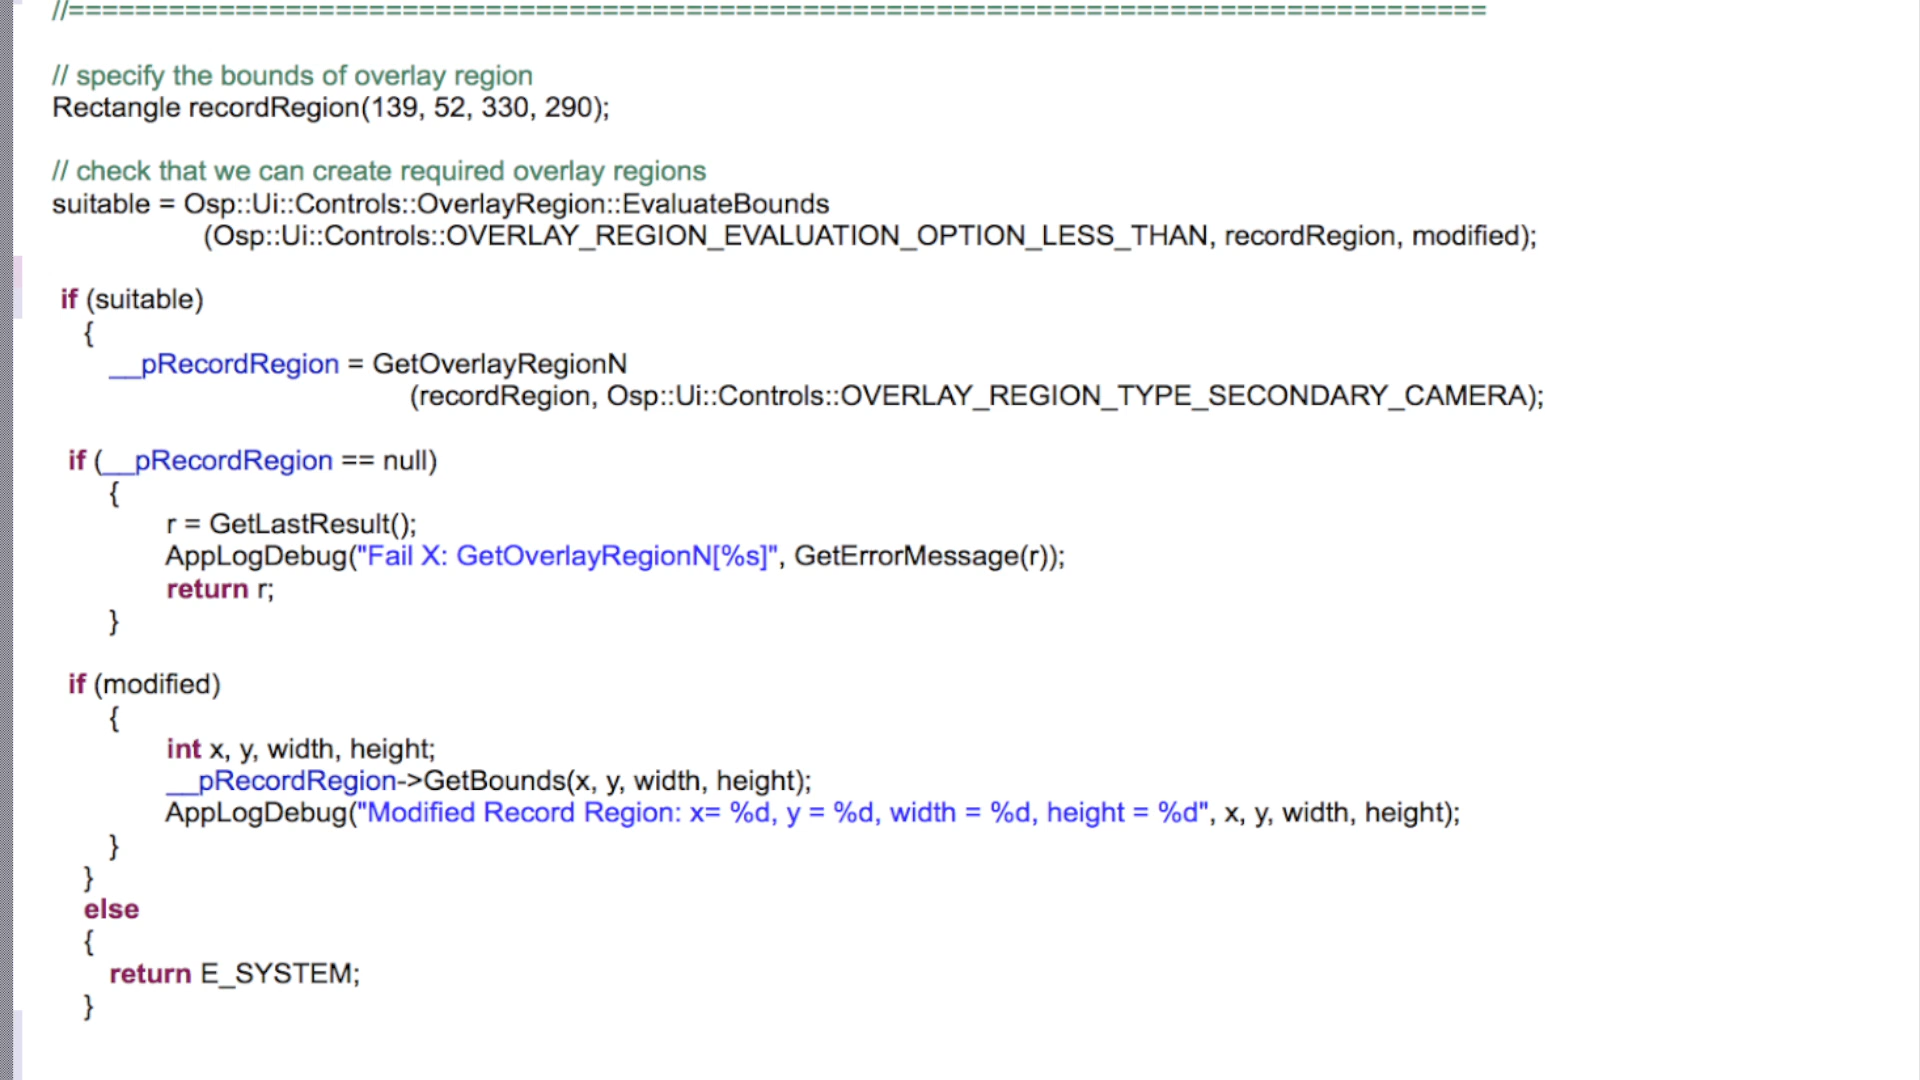 //=====================================================================================
// specify the bounds of overlay region
Rectangle recordRegion(139, 52, 330, 290);
// check that we can create required overlay regions
suitable = Osp::Ui::Controls::OverlayRegion::EvaluateBounds
(Osp::Ui::Controls::OVERLAY_REGION_EVALUATION_OPTION_LESS_THAN, recordRegion, modified);
if (suitable)
{
__pRecordRegion = GetOverlayRegionN
(recordRegion, Osp::Ui::Controls::OVERLAY_REGION_TYPE_SECONDARY_CAMERA);
if (__pRecordRegion == null)
{
r = GetLastResult();
AppLogDebug("Fail X: GetOverlayRegionN[%s]", GetErrorMessage(r));
return r;
}
if (modified)
{
int x, y, width, height;
__pRecordRegion->GetBounds(x, y, width, height);
AppLogDebug("Modified Record Region: x= %d, y = %d, width = %d, height = %d", x, y, width, height);
}
}
else
{
return E_SYSTEM;
}